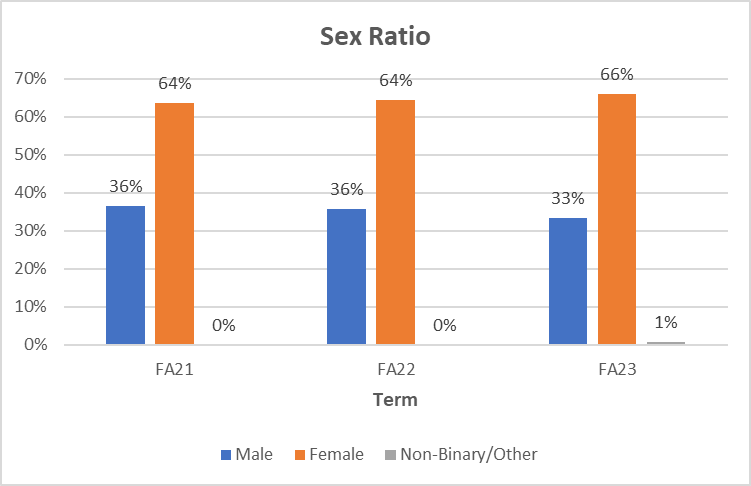 Sex Ratio
70%
60%
50%
40%
30%
20%
10%
0%
36%
64%
0%
36%
64%
0%
33%
66%
1%
FA21
FA22
FA23
Term
Male
Female
Non-Binary/Other